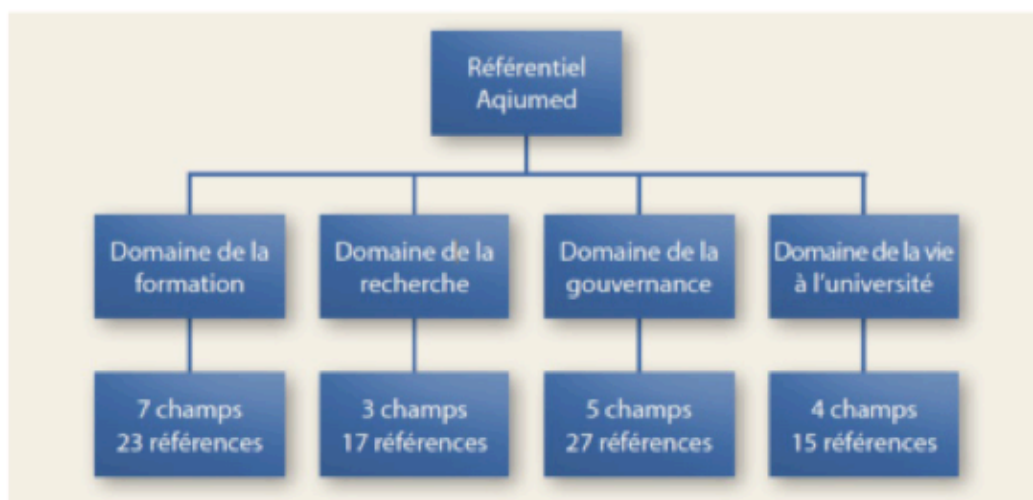 Référentiel
Aqiumed
Domaine de la
formation
Domaine de la
recherche
Domaine de la
gouvernance
Domaine de la vie
à l'université
7 champs
23 références
3 champs
17 références
5 champs
27 références
4 champs
15 références